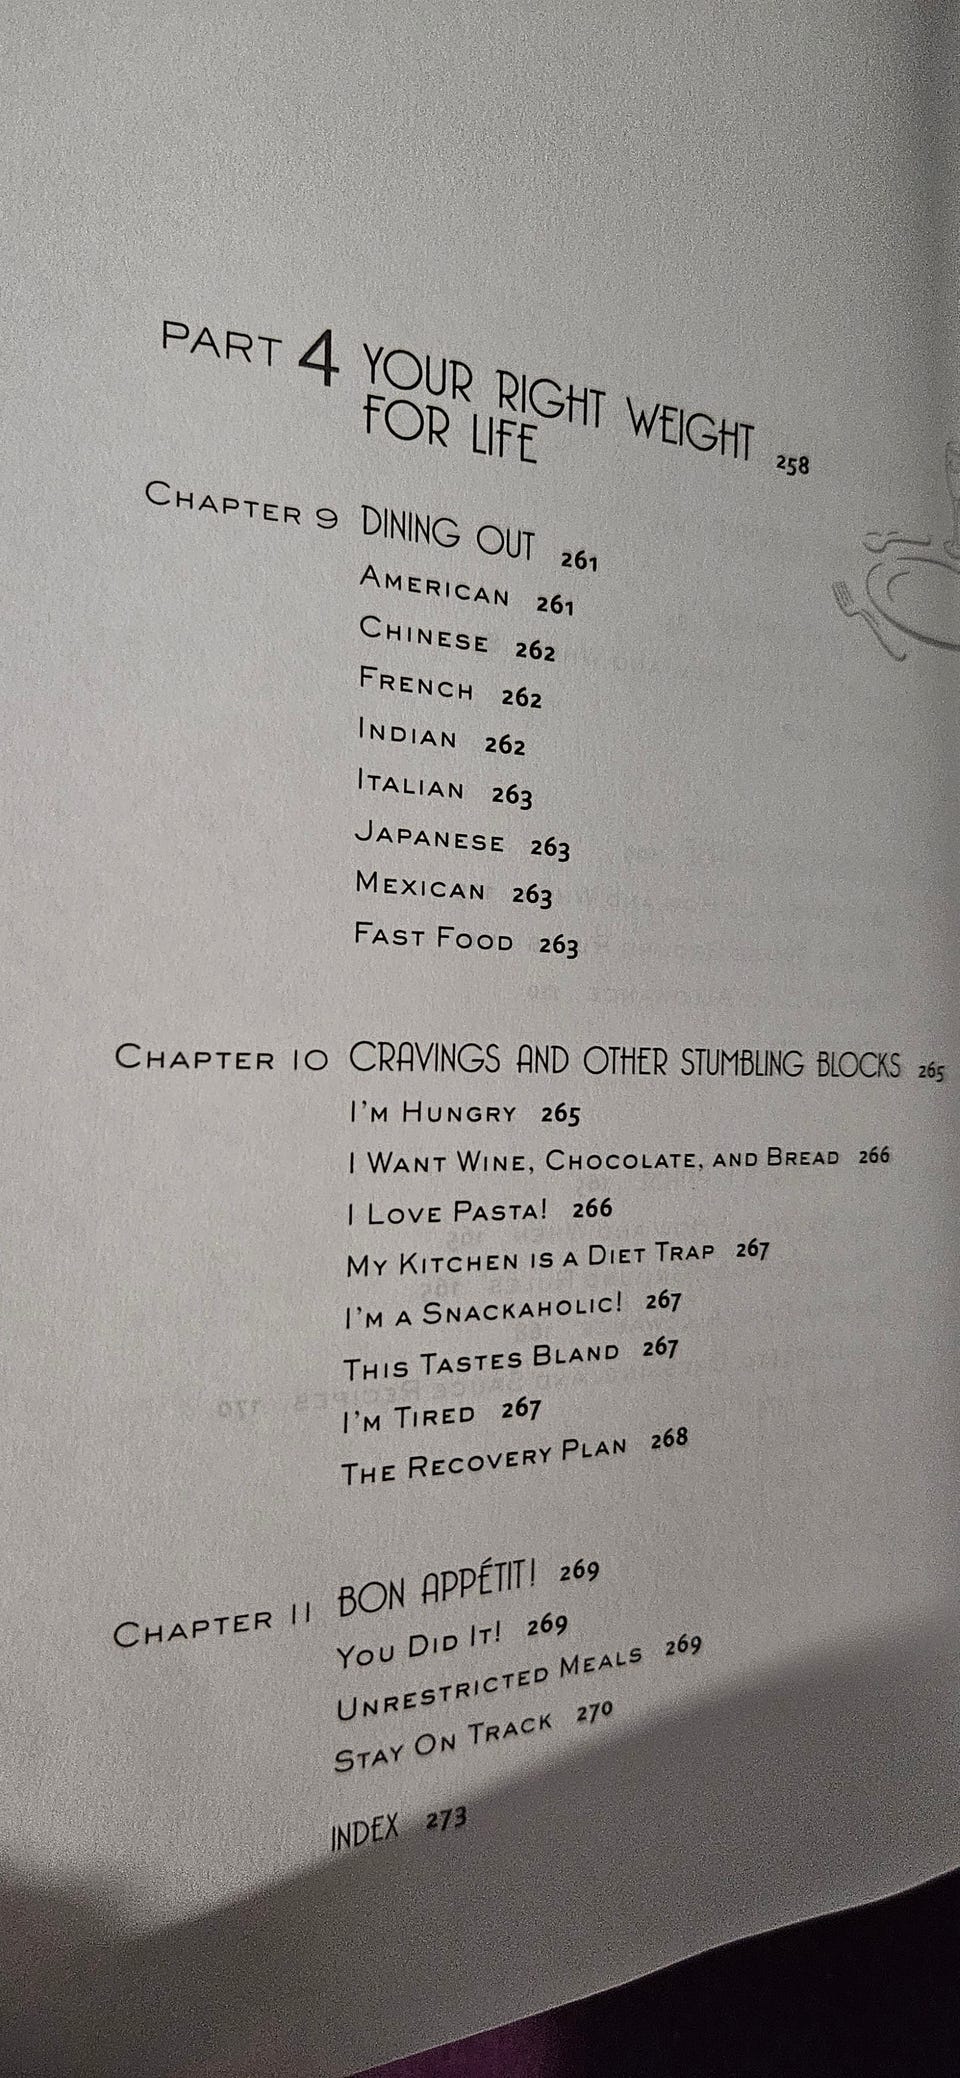 PART 4 YOUR RIGHT WEIGHT
FOR LIFE 258
CHAPTER 9 DINING OUT 261
AMERICAN 261
CHINESE 262
FRENCH 262
INDIAN 262
ITALIAN 263
JAPANESE 263
MEXICAN 263
FAST FOOD 263
CHAPTER 10 CRAVINGS AND OTHER STUMBLING BLOCKS 265
I'M HUNGRY 265
I WANT WINE, CHOCOLATE, AND BREAD 266
I LOVE PASTA! 266
MY KITCHEN IS A DIET TRAP 267
I'M A SNACKAHOLIC! 267
THIS TASTES BLAND 267
I'M TIRED 267
THE RECOVERY PLAN 268
CHAPTER 11 BON APPÉTIT! 269
YOU DID IT! 269
UNRESTRICTED MEALS 269
STAY ON TRACK 270
INDEX 273